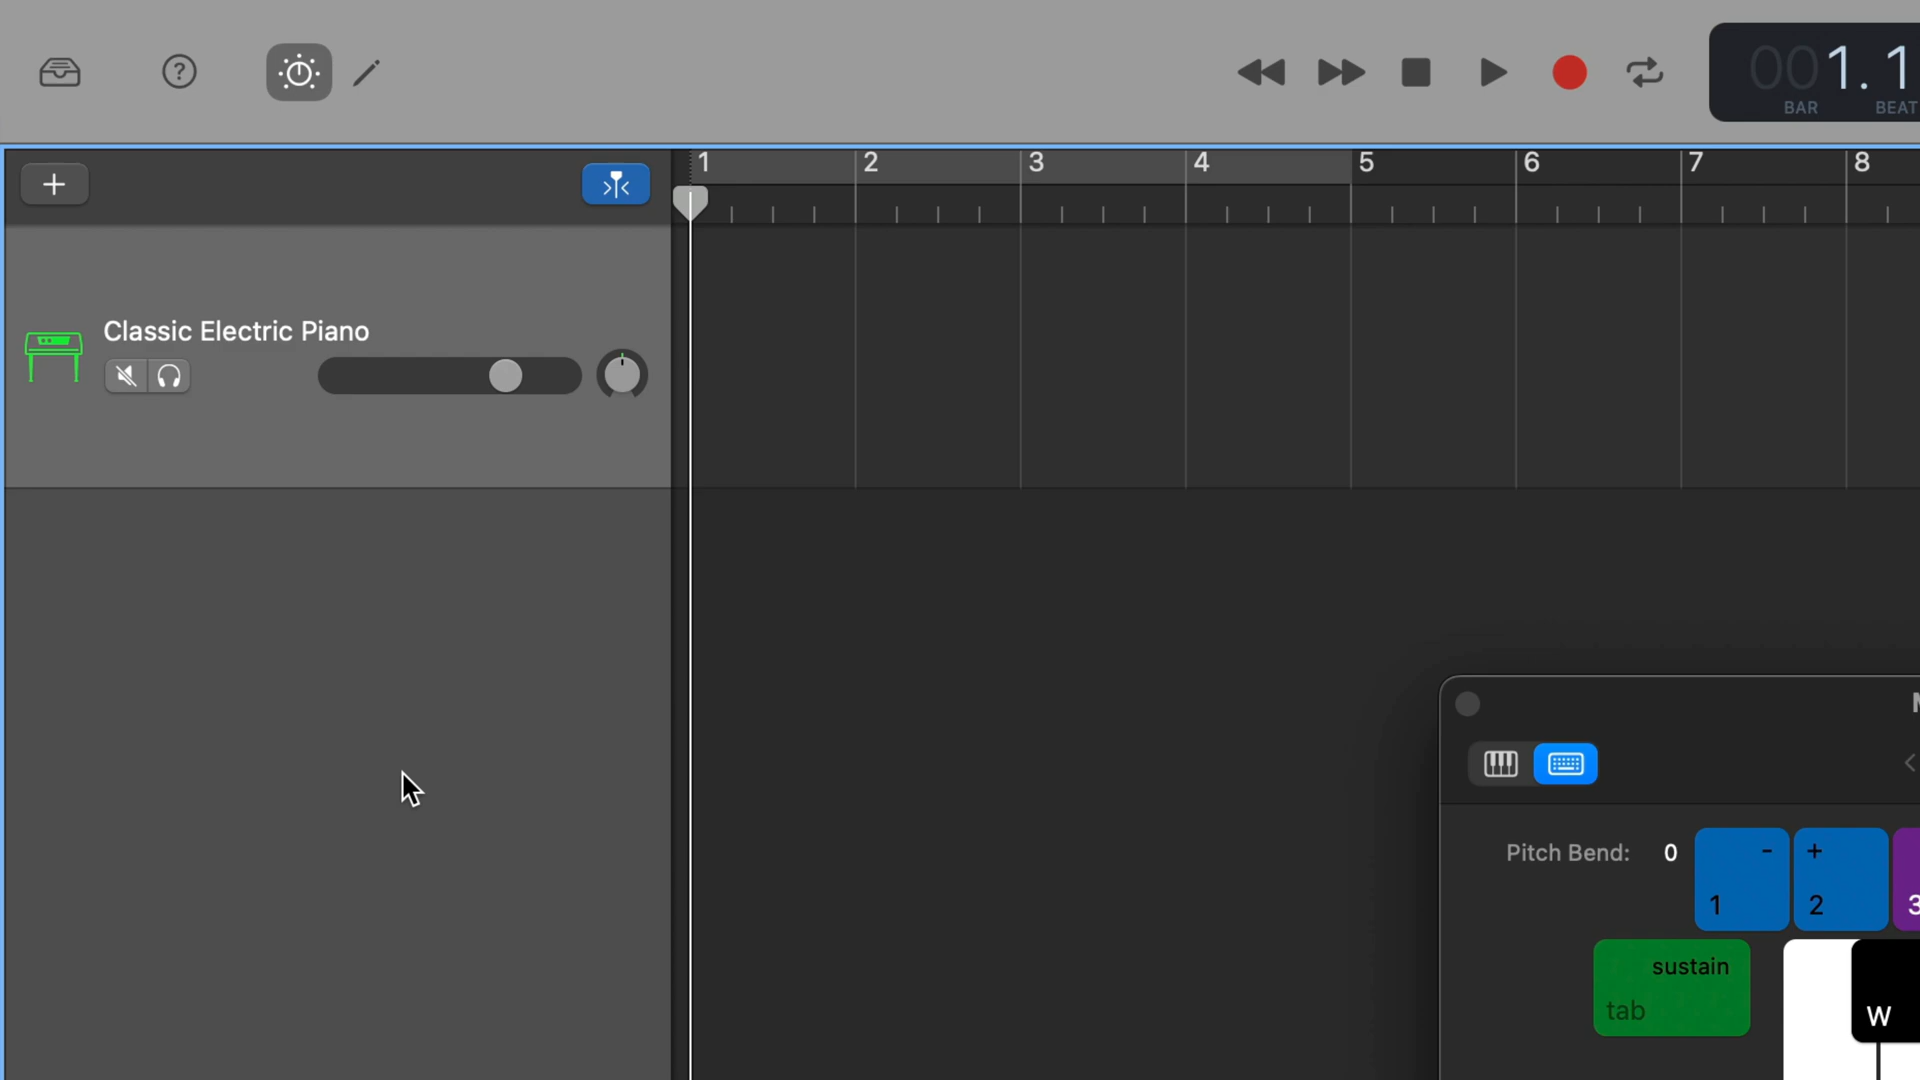 001. 1
BAR BEAT
1 2 3 4 5 6 7 8
Classic Electric Piano
Pitch Bend: 0
- +
1 2 3
sustain
tab
W